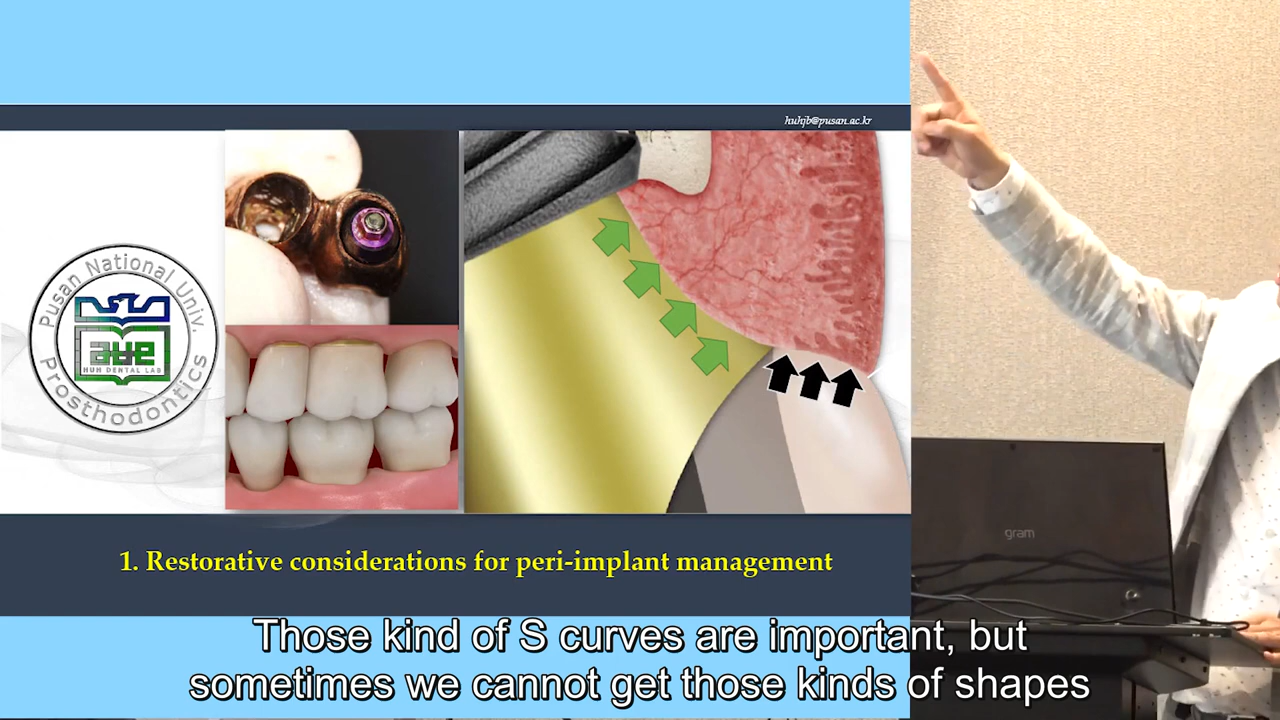 huhjb@pusan.ac.kr
Pusan National Univ.
HUH DENTAL LAB
Prosthodontics
gram
1. Restorative considerations for peri-implant management
Those kind of S curves are important, but
sometimes we cannot get those kinds of shapes